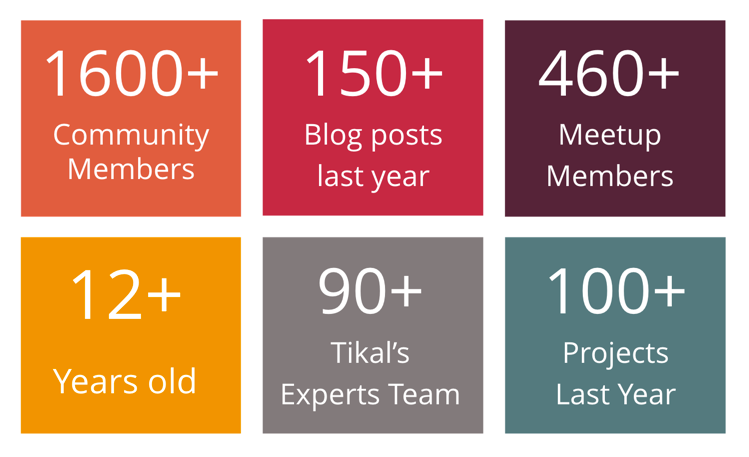 1600+
Community
Members
150+
Blog posts
last year
460+
Meetup
Members
12+
Years old
90+
Tikal’s
Experts Team
100+
Projects
Last Year